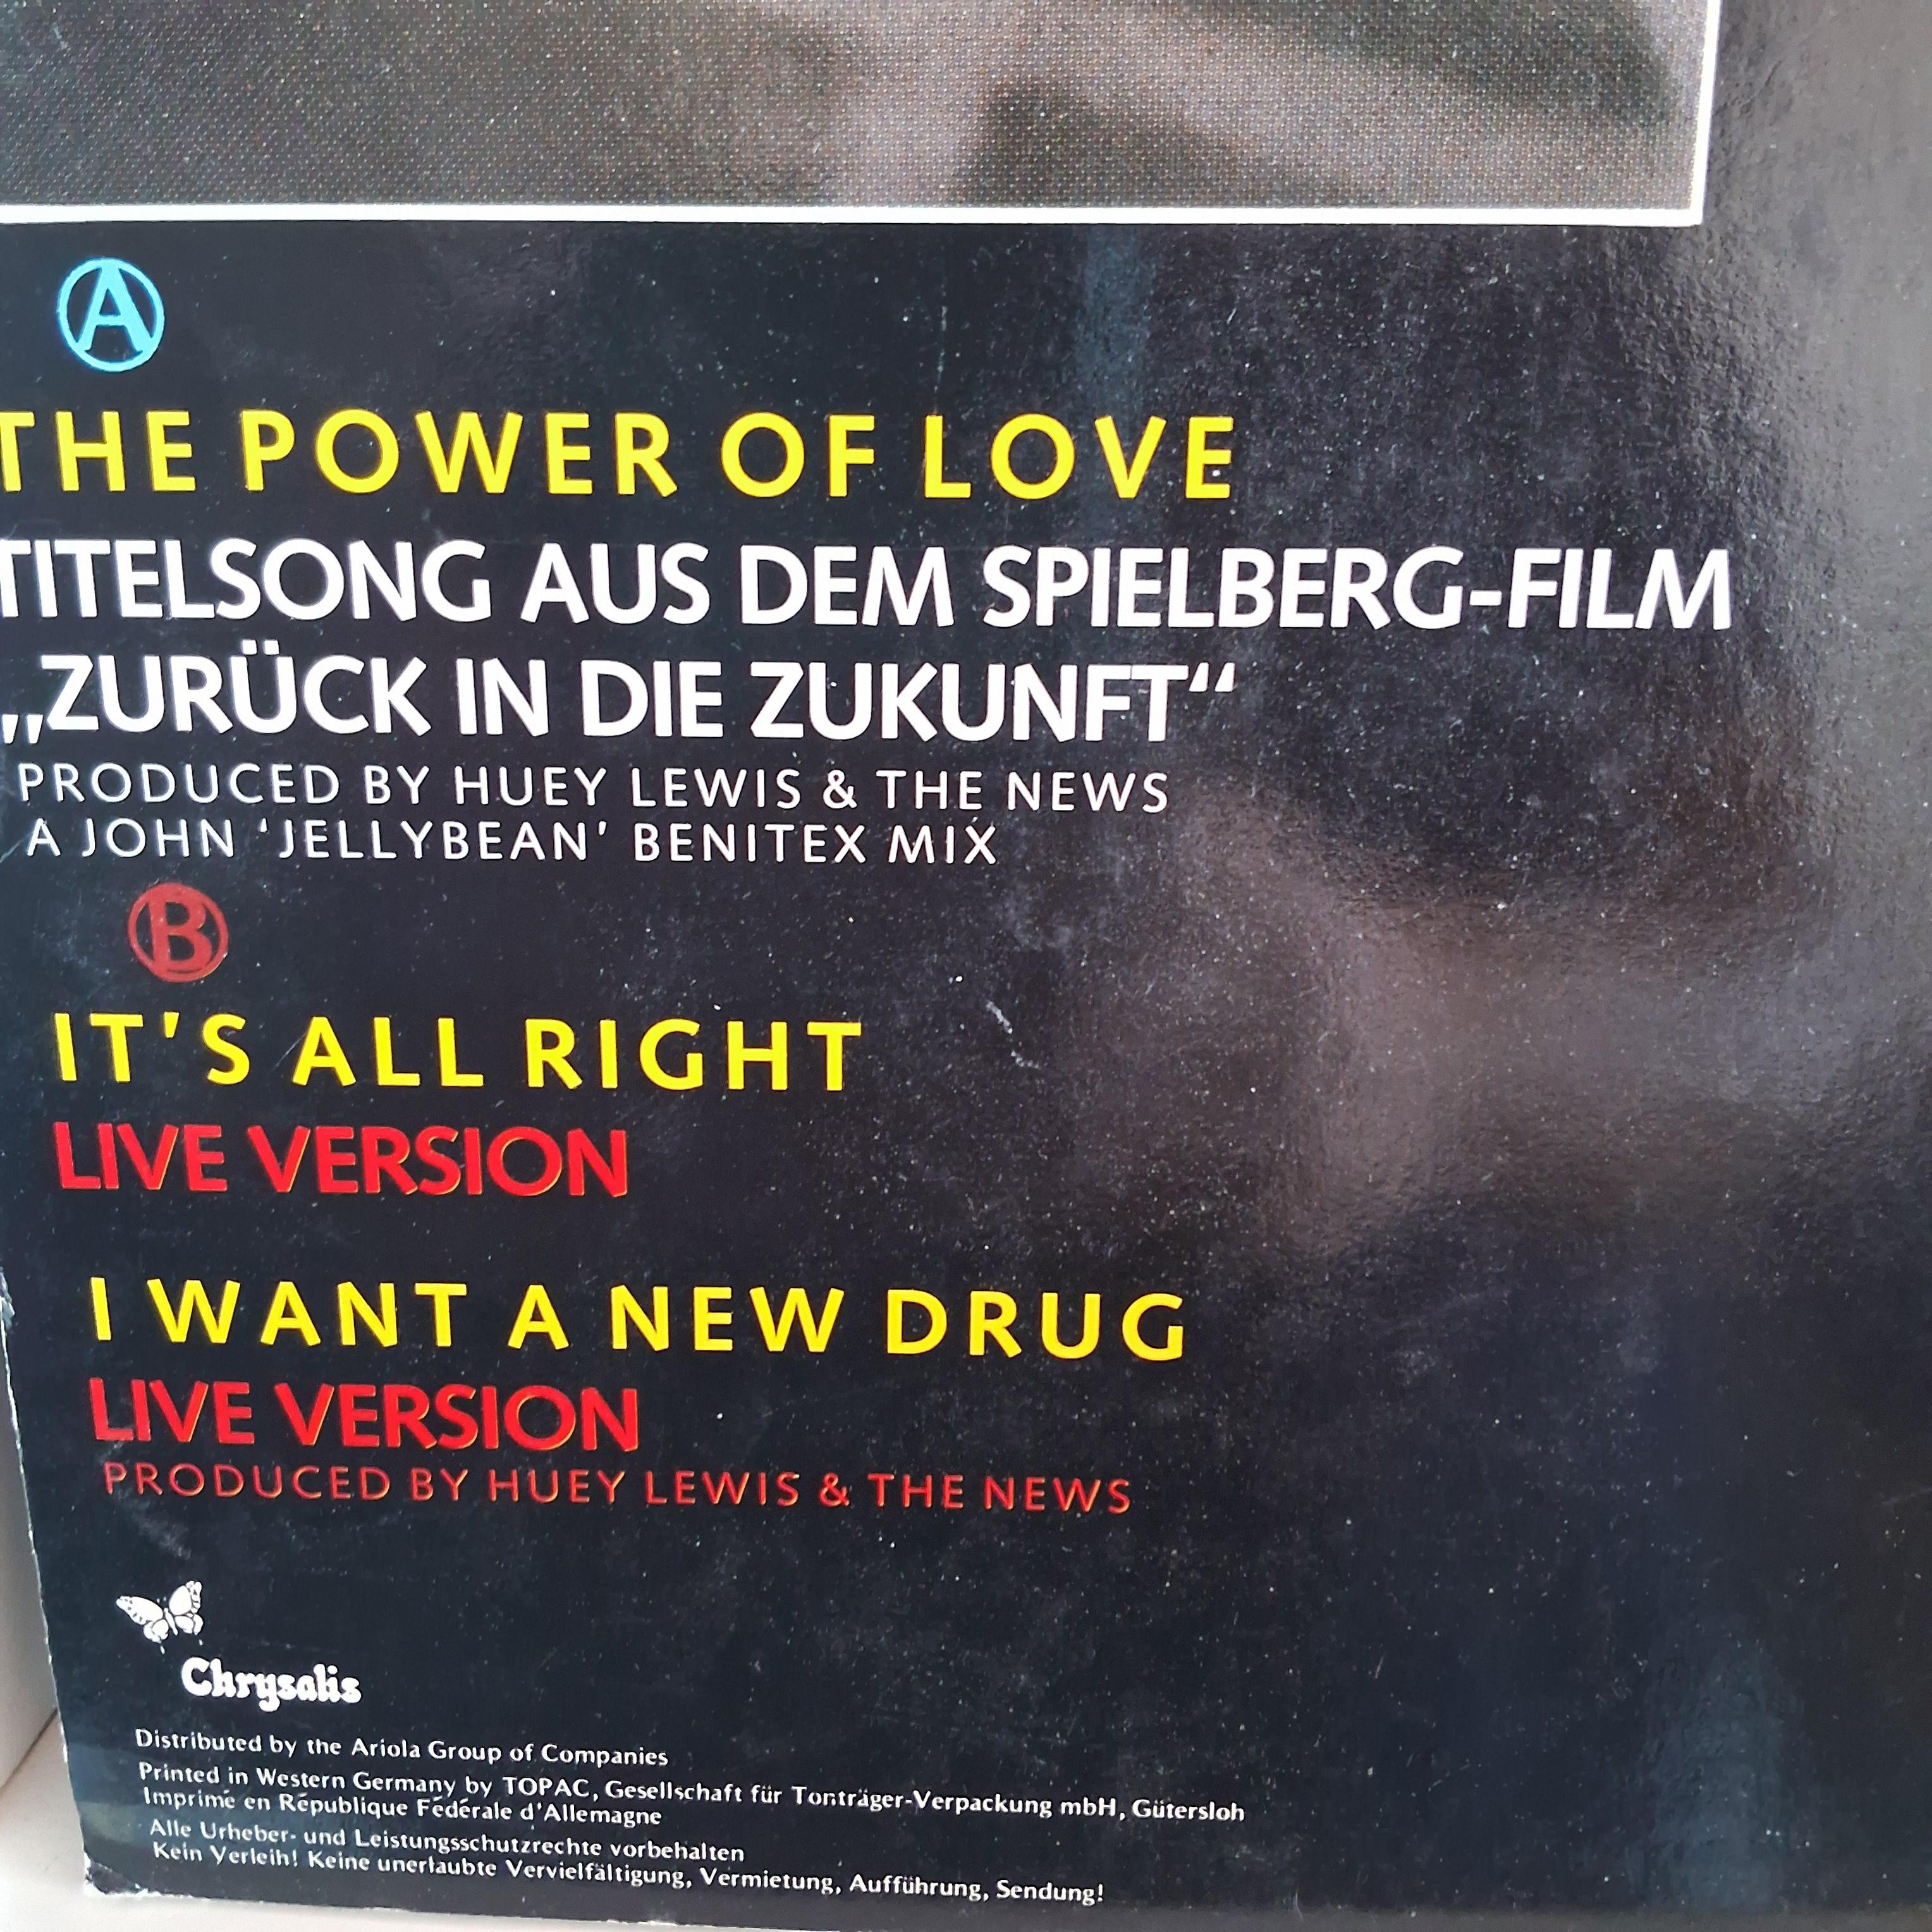 A
THE POWER OF LOVE
TITELSONG AUS DEM SPIELBERG-FILM
„ZURÜCK IN DIE ZUKUNFT“
PRODUCED BY HUEY LEWIS & THE NEWS
A JOHN ‘JELLYBEAN’ BENITEX MIX
B
IT'S ALL RIGHT
LIVE VERSION
I WANT A NEW DRUG
LIVE VERSION
PRODUCED BY HUEY LEWIS & THE NEWS
Chrysalis
Distributed by the Ariola Group of Companies
Printed in Western Germany by TOPAC, Gesellschaft für Tonträger-Verpackung mbH, Gütersloh
Imprimé en République Fédérale d'Allemagne
Alle Urheber- und Leistungsschutzrechte vorbehalten
Kein Verleih! Keine unerlaubte Vervielfältigung, Vermietung, Aufführung, Sendung!